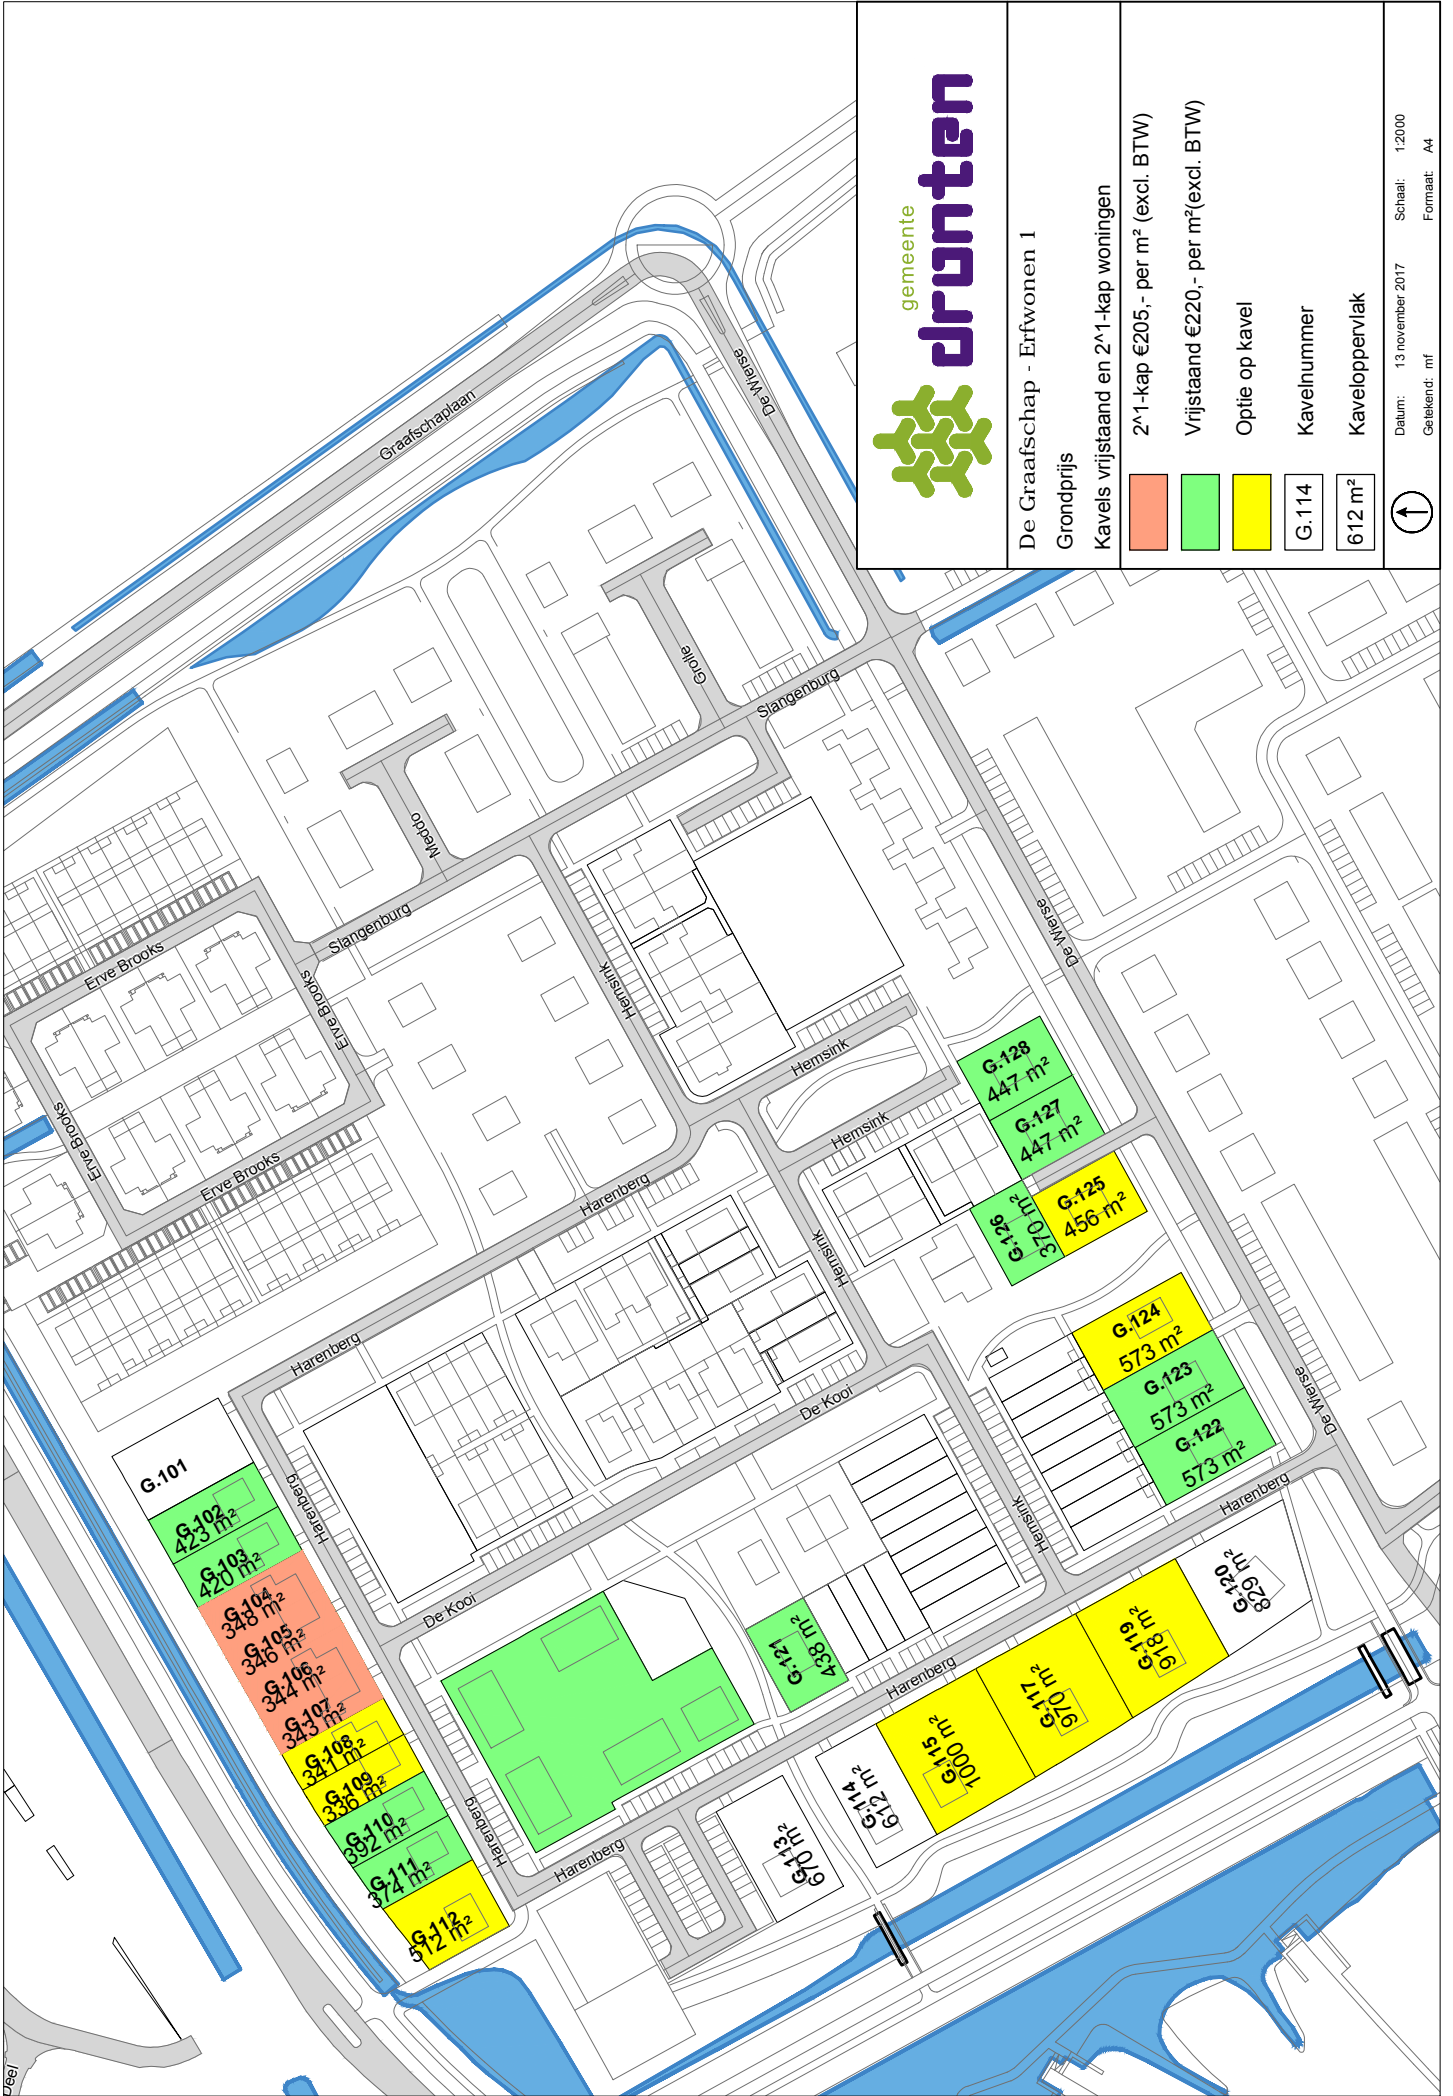 gemeente
dronten
De Graafschap - Erfwonen 1
Grondprijs
Kavels vrijstaand en 2^1-kap woningen
2^1-kap €205,- per m² (excl. BTW)
Vrijstaand €220,- per m²(excl. BTW)
Optie op kavel
G.114 Kavelnummer
612 m² Kaveloppervlak
Datum: 13 november 2017 Schaal: 1:2000
Getekend: mf Formaat: A4
Graafschaplaan
De Wierse
Grolle
Slangenburg
Meddo
Slangenburg
Erve Brooks
Erve Brooks
Erve Brooks
Erve Brooks
Hemsink
Hemsink
Hemsink
Hemsink
Hemsink
De Wierse
De Wierse
Harenberg
Harenberg
Harenberg
Harenberg
Harenberg
Harenberg
Harenberg
De Kooi
De Kooi
Deel
G.101
G.102
423 m²
G.103
420 m²
G.104
348 m²
G.105
346 m²
G.106
344 m²
G.107
343 m²
G.108
341 m²
G.109
336 m²
G.110
392 m²
G.111
374 m²
G.112
512 m²
G.113
670 m²
G.114
612 m²
G.115
1000 m²
G.117
970 m²
G.119
918 m²
G.120
829 m²
G.121
438 m²
G.122
573 m²
G.123
573 m²
G.124
573 m²
G.125
456 m²
G.126
370 m²
G.127
447 m²
G.128
447 m²